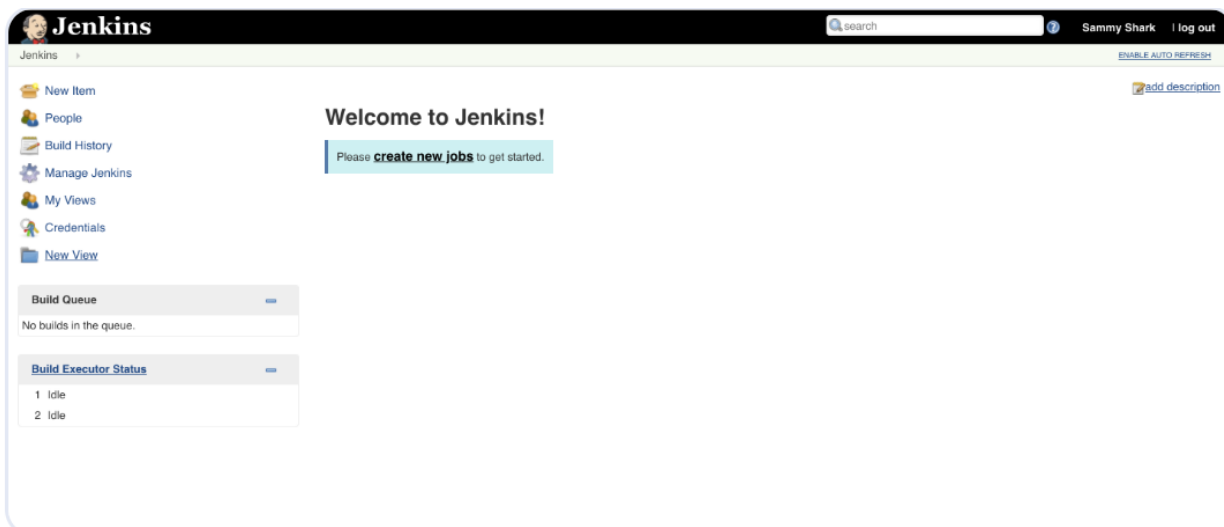 Jenkins
search
Sammy Shark | log out
Jenkins
ENABLE AUTO REFRESH
add description
New Item
People
Build History
Manage Jenkins
My Views
Credentials
New View
Welcome to Jenkins!
Please create new jobs to get started.
Build Queue
No builds in the queue.
Build Executor Status
1 Idle
2 Idle